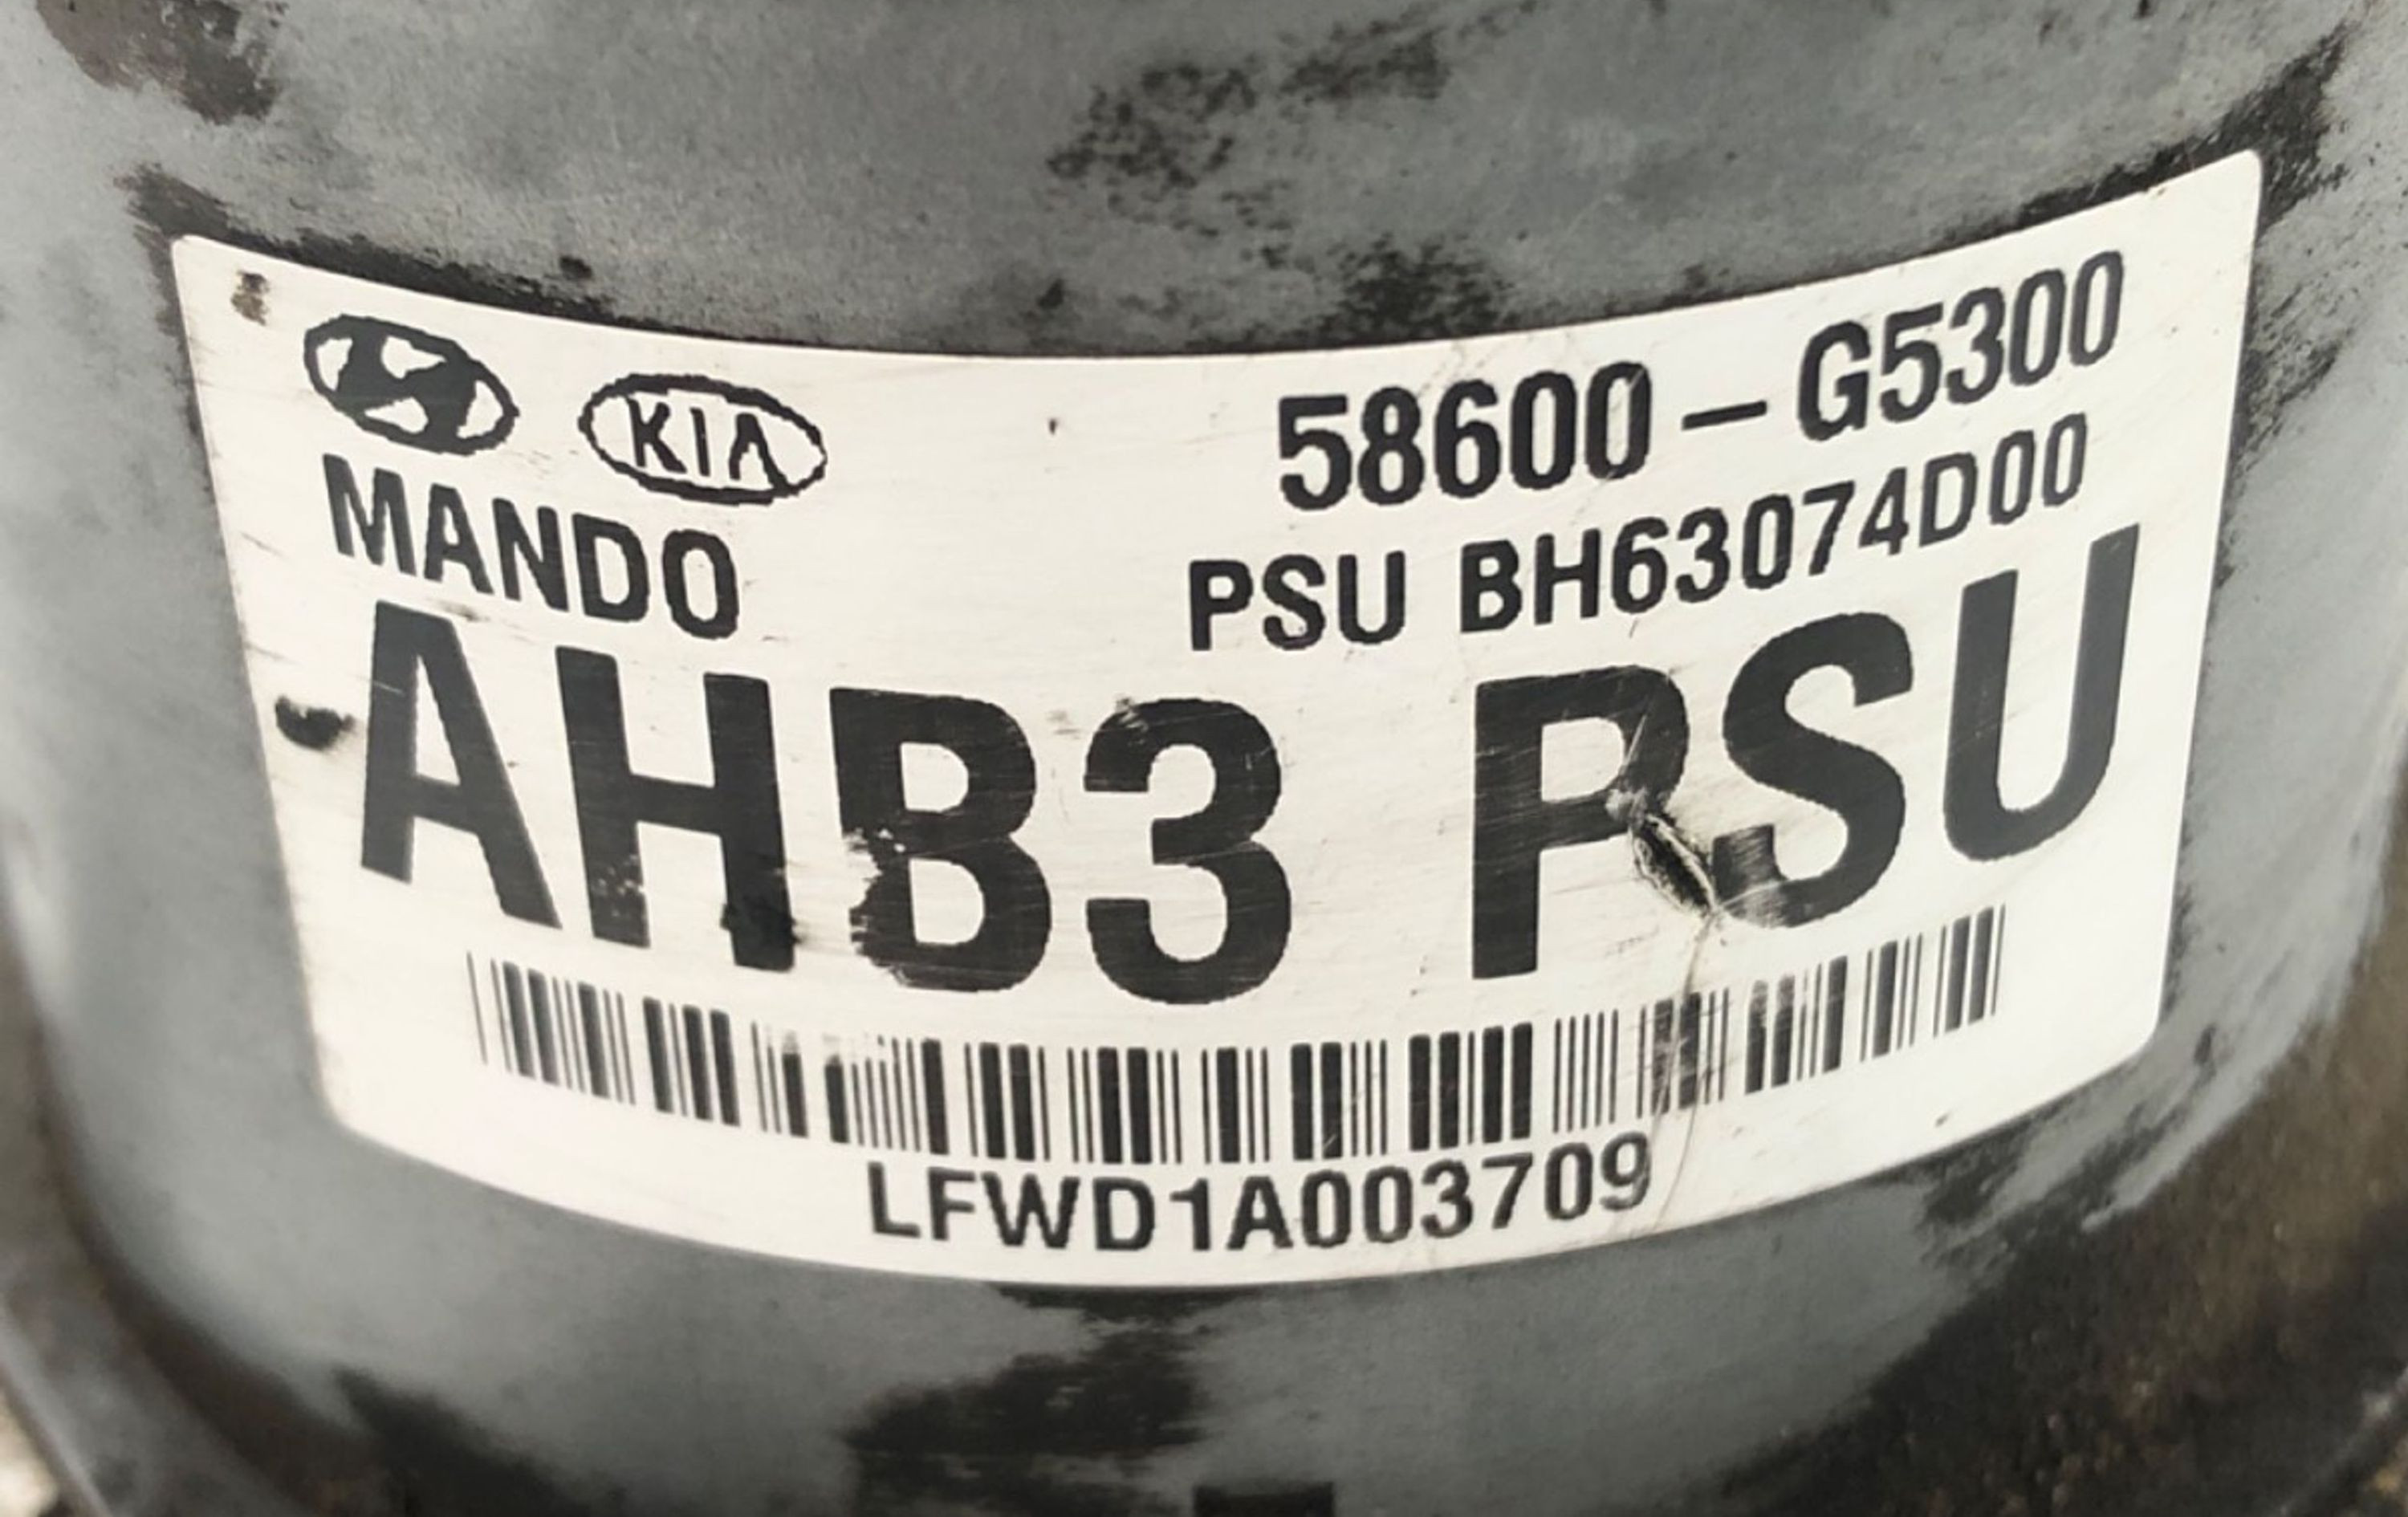 KIA 58600-G5300
MANDO PSU BH63074D00
AHB3 PSU
LFWD1A003709